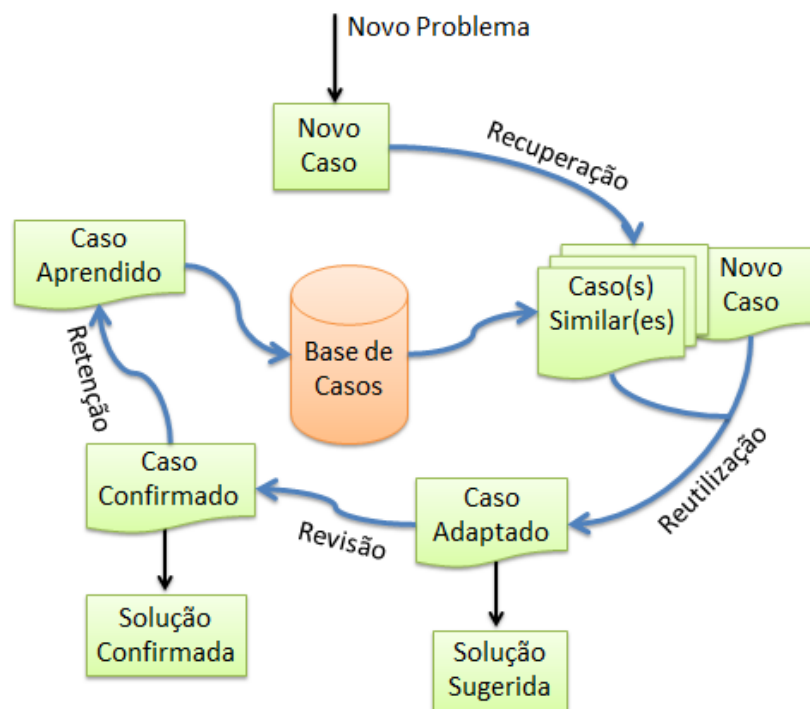 Novo Problema
Novo
Caso
Recuperação
Caso
Aprendido
Caso(s)
Similar(es)
Novo
Caso
Base de
Casos
Retenção
Caso
Confirmado
Revisão
Caso
Adaptado
Reutilização
Solução
Confirmada
Solução
Sugerida